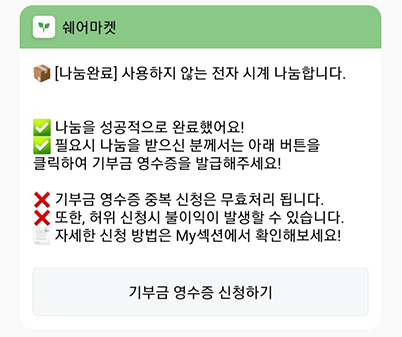 쉐어마켓
📦 [나눔완료] 사용하지 않는 전자 시계 나눔합니다.
✅ 나눔을 성공적으로 완료했어요!
✅ 필요시 나눔을 받으신 분께서는 아래 버튼을
클릭하여 기부금 영수증을 발급해주세요!
❌ 기부금 영수증 중복 신청은 무효처리 됩니다.
❌ 또한, 허위 신청시 불이익이 발생할 수 있습니다.
📄 자세한 신청 방법은 My섹션에서 확인해보세요!
기부금 영수증 신청하기